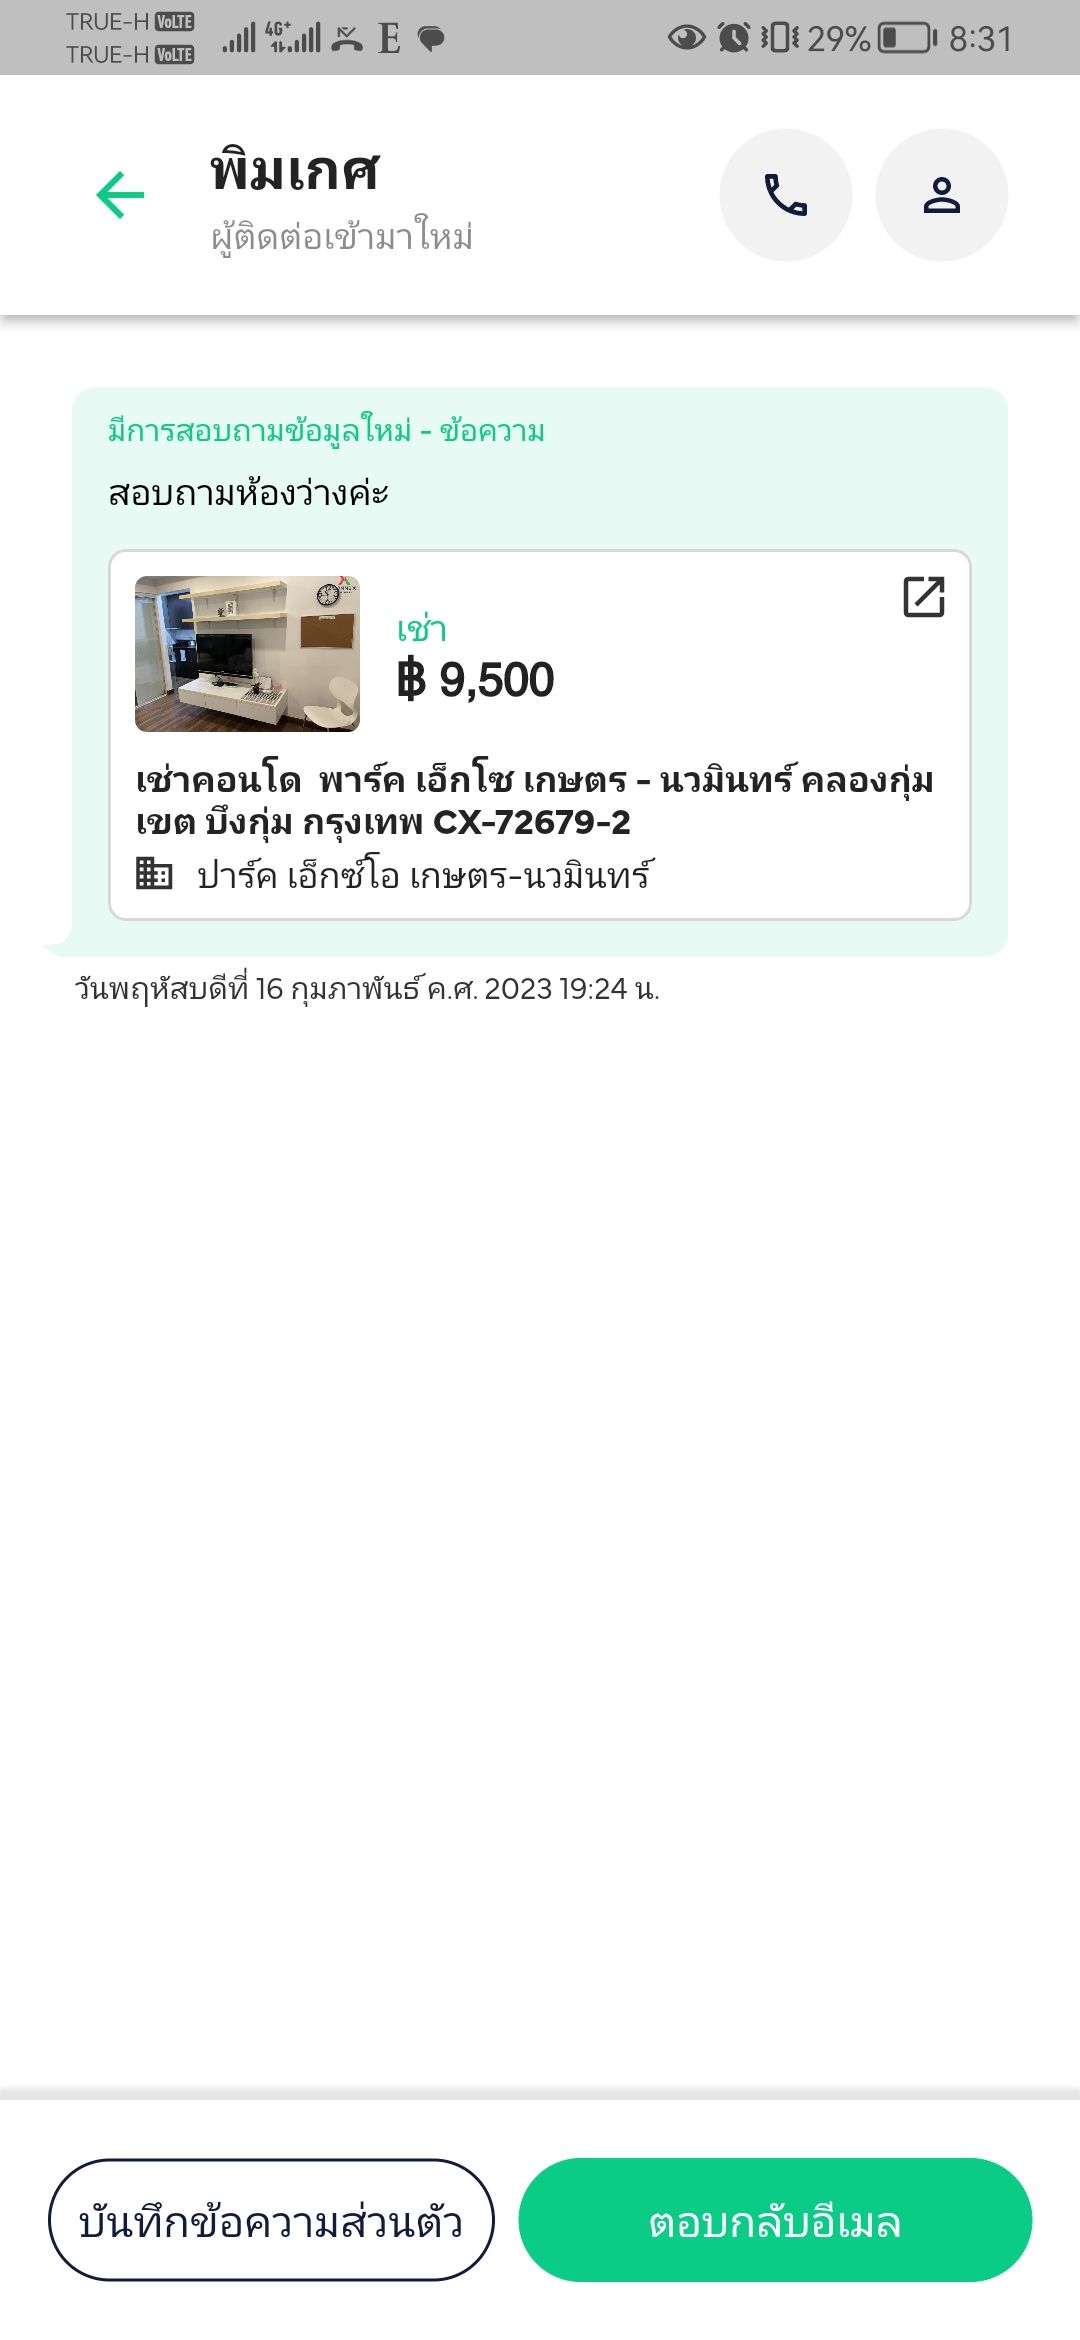 TRUE-H VoLTE
TRUE-H VoLTE
4G+
E
29%
8:31
พิมเกศ
ผู้ติดต่อเข้ามาใหม่
มีการสอบถามข้อมูลใหม่ - ข้อความ
สอบถามห้องว่างค่ะ
เช่า
฿ 9,500
เช่าคอนโด พาร์ค เอ็กโซ เกษตร - นวมินทร์ คลองกุ่ม
เขต บึงกุ่ม กรุงเทพ CX-72679-2
ปาร์ค เอ็กซ์โอ เกษตร-นวมินทร์
วันพฤหัสบดีที่ 16 กุมภาพันธ์ ค.ศ. 2023 19:24 น.
บันทึกข้อความส่วนตัว
ตอบกลับอีเมล